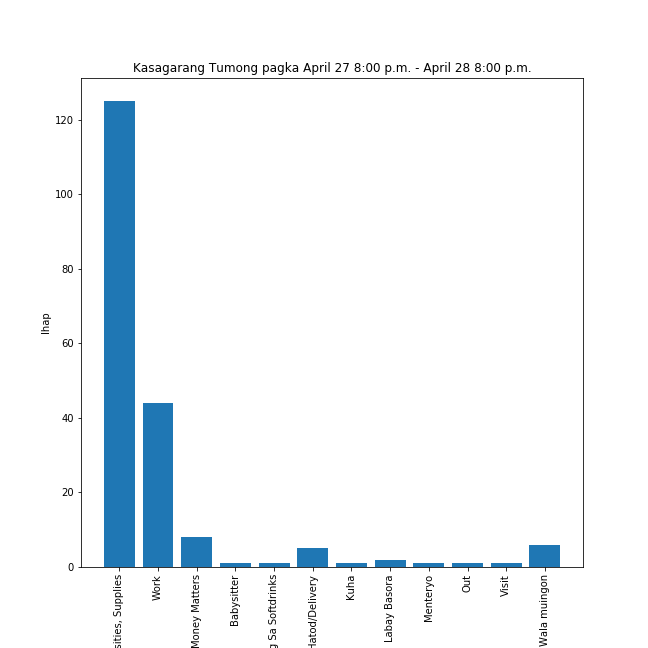 Kasagarang Tumong pagka April 27 8:00 p.m. - April 28 8:00 p.m.
120
100
80
60
40
20
0
Ihap
sities, Supplies
Work
Money Matters
Babysitter
g Sa Softdrinks
Hatod/Delivery
Kuha
Labay Basora
Menteryo
Out
Visit
Wala muingon